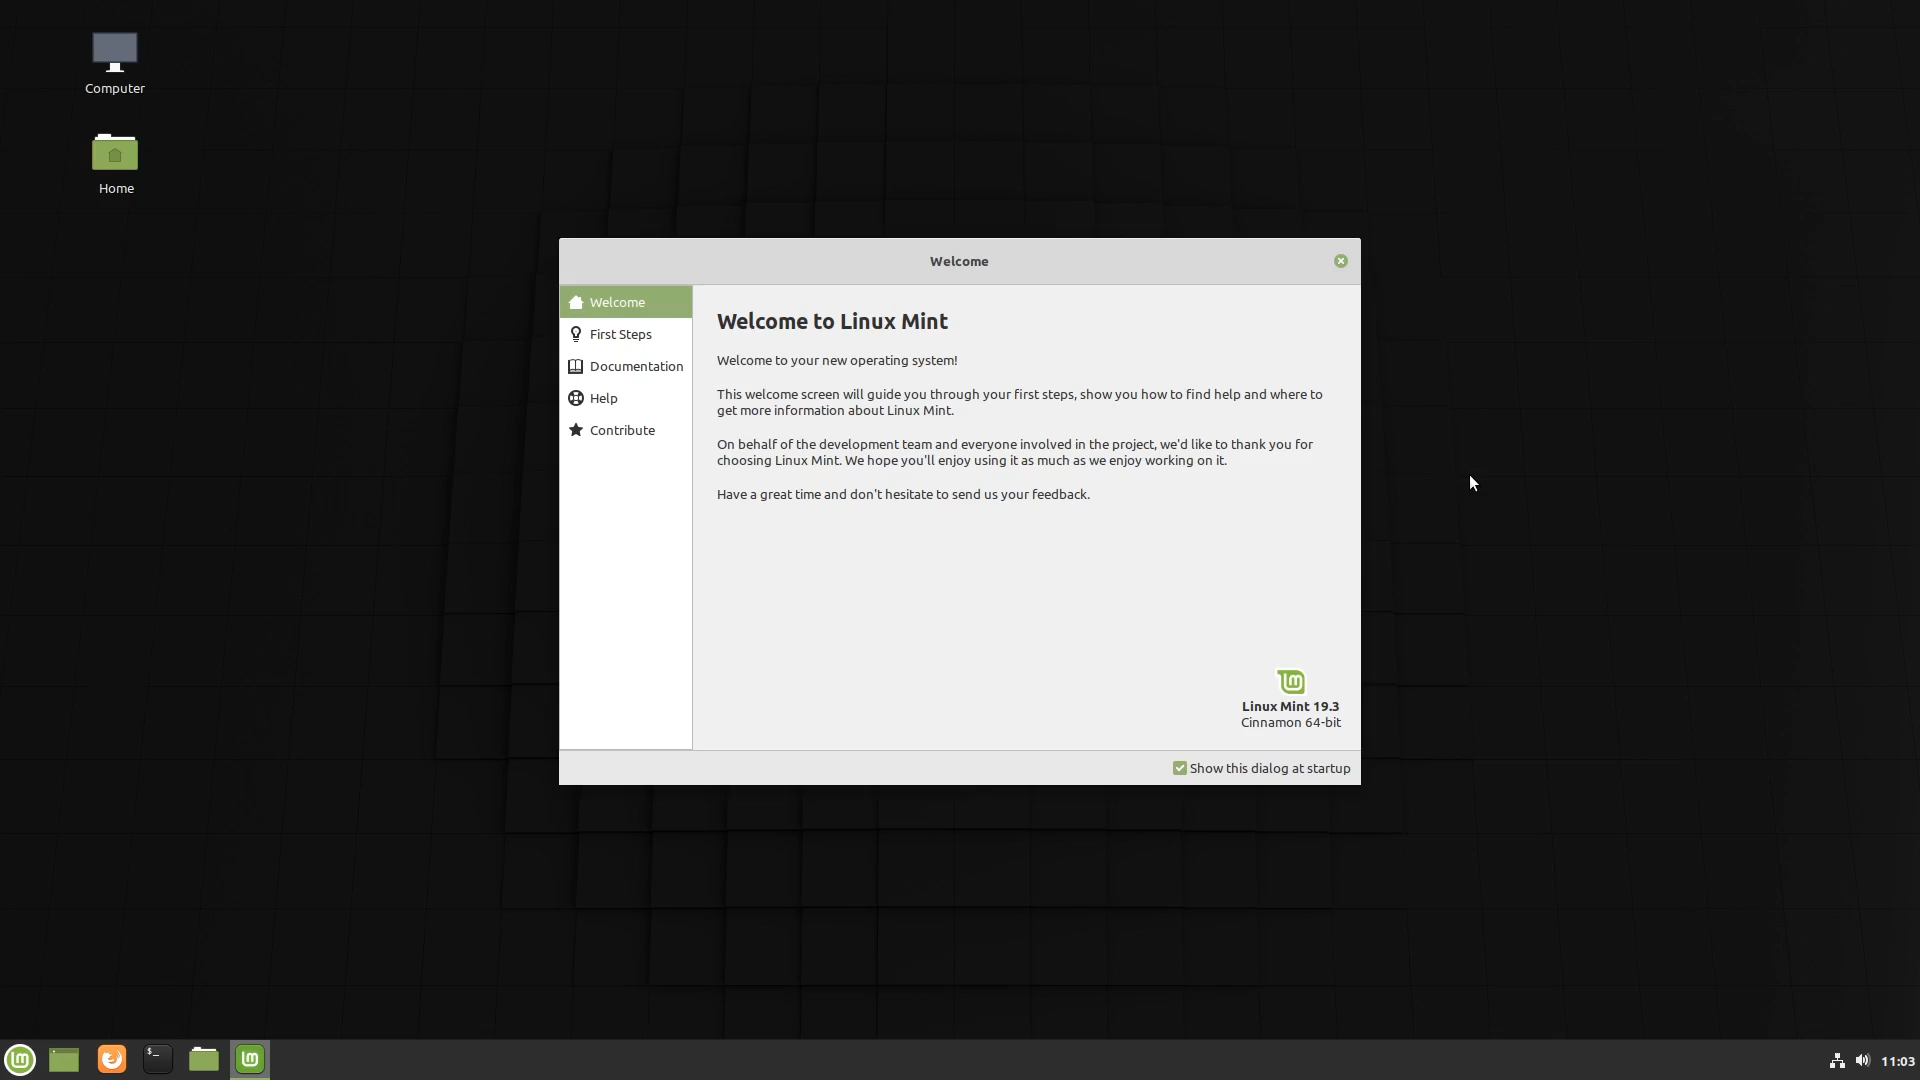 Computer
Home
Welcome
Welcome
First Steps
Documentation
Help
Contribute
Welcome to Linux Mint
Welcome to your new operating system!
This welcome screen will guide you through your first steps, show you how to find help and where to
get more information about Linux Mint.
On behalf of the development team and everyone involved in the project, we'd like to thank you for
choosing Linux Mint. We hope you'll enjoy using it as much as we enjoy working on it.
Have a great time and don't hesitate to send us your feedback.
Linux Mint 19.3
Cinnamon 64-bit
Show this dialog at startup
11:03